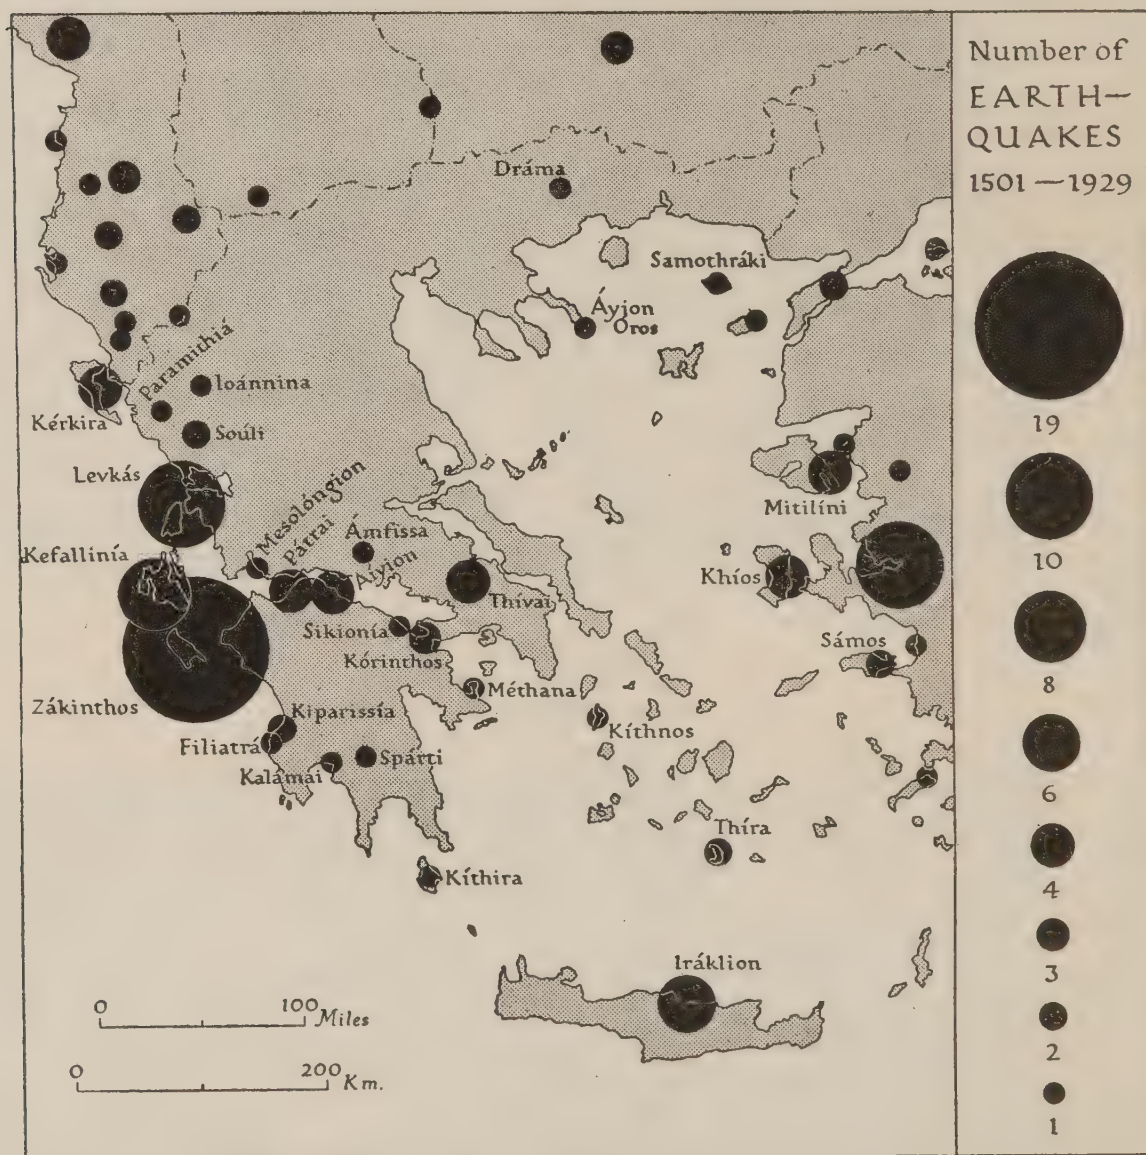 Number of
EARTH—
QUAKES
1501 — 1929
19
10
8
6
4
3
2
1
Dráma
Samothráki
Áyion
Oros
Paramithiá
Ioánnina
Kérkira
Soúli
Levkás
Mesolóngion
Pátrai
Ámfissa
Aíyion
Kefallinía
Thívai
Mitilíni
Khíos
Sikionía
Kórinthos
Sámos
Méthana
Zákinthos
Kiparissía
Kíthnos
Filiatrá
Kalámai
Spárti
Thíra
Kíthira
Iráklion
0 100 Miles
0 200 Km.